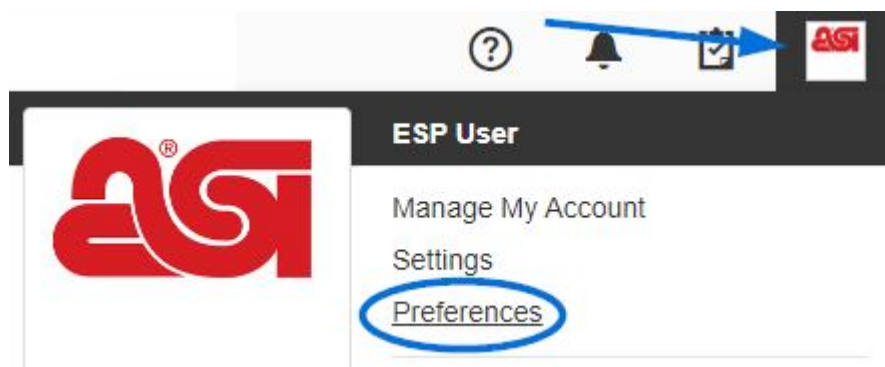 asi
ESP User
asi®
Manage My Account
Settings
Preferences